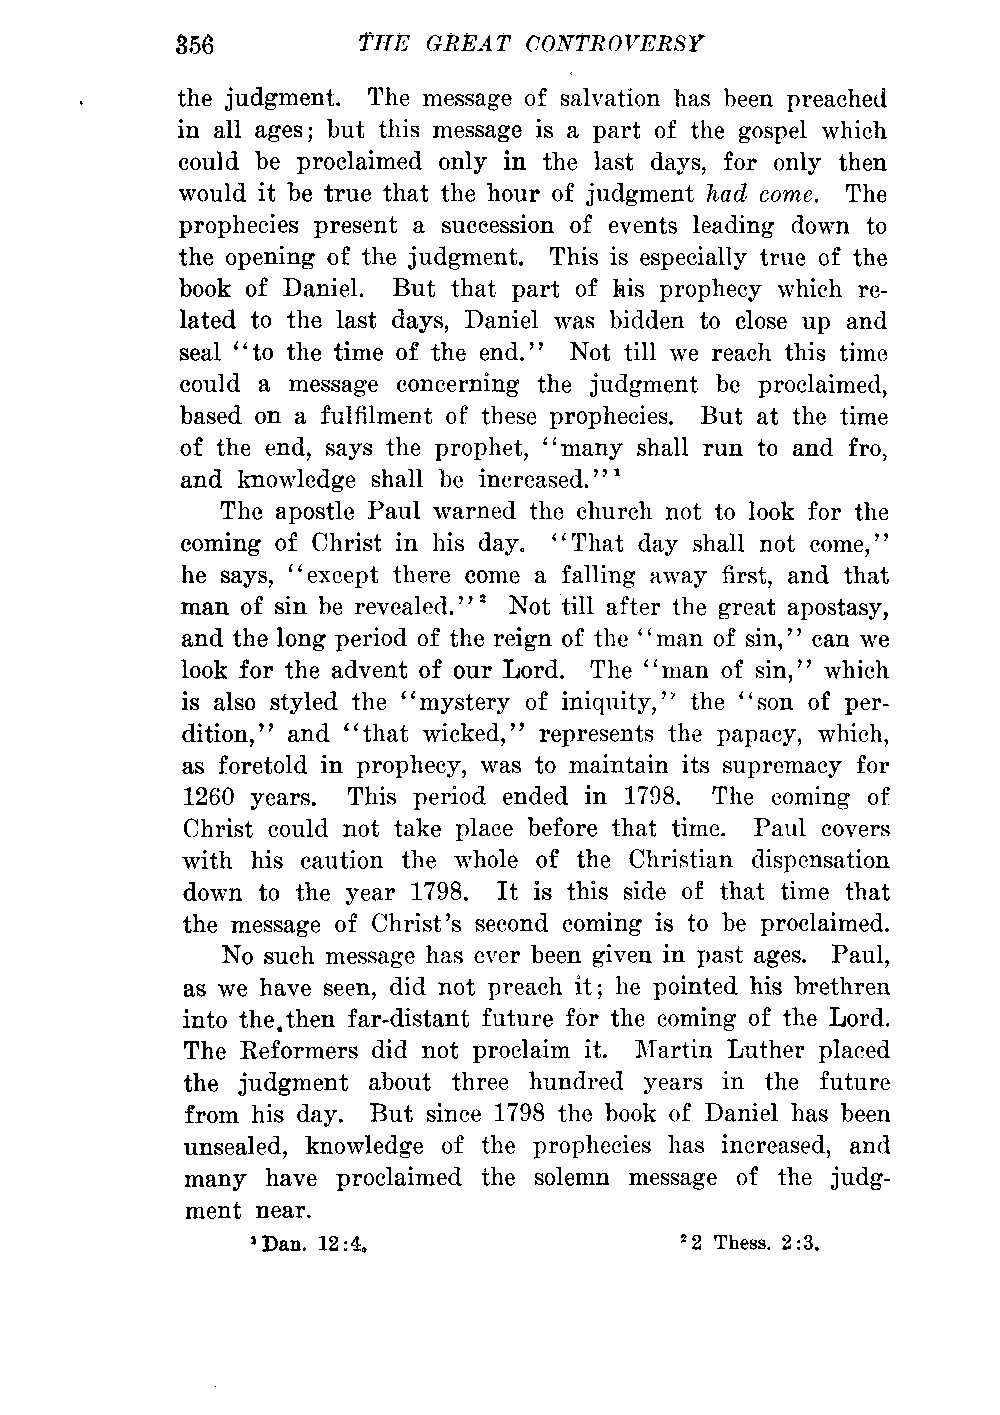 356 THE GREAT CONTROVERSY
the judgment. The message of salvation has been preached
in all ages; but this message is a part of the gospel which
could be proclaimed only in the last days, for only then
would it be true that the hour of judgment had come. The
prophecies present a succession of events leading down to
the opening of the judgment. This is especially true of the
book of Daniel. But that part of his prophecy which re-
lated to the last days, Daniel was bidden to close up and
seal "to the time of the end." Not till we reach this time
could a message concerning the judgment be proclaimed,
based on a fulfilment of these prophecies. But at the time
of the end, says the prophet, "many shall run to and fro,
and knowledge shall be increased."¹
The apostle Paul warned the church not to look for the
coming of Christ in his day. "That day shall not come,"
he says, "except there come a falling away first, and that
man of sin be revealed."² Not till after the great apostasy,
and the long period of the reign of the "man of sin," can we
look for the advent of our Lord. The "man of sin," which
is also styled the "mystery of iniquity," the "son of per-
dition," and "that wicked," represents the papacy, which,
as foretold in prophecy, was to maintain its supremacy for
1260 years. This period ended in 1798. The coming of
Christ could not take place before that time. Paul covers
with his caution the whole of the Christian dispensation
down to the year 1798. It is this side of that time that
the message of Christ's second coming is to be proclaimed.
No such message has ever been given in past ages. Paul,
as we have seen, did not preach it; he pointed his brethren
into the then far-distant future for the coming of the Lord.
The Reformers did not proclaim it. Martin Luther placed
the judgment about three hundred years in the future
from his day. But since 1798 the book of Daniel has been
unsealed, knowledge of the prophecies has increased, and
many have proclaimed the solemn message of the judg-
ment near.
¹ Dan. 12:4. ² 2 Thess. 2:3.